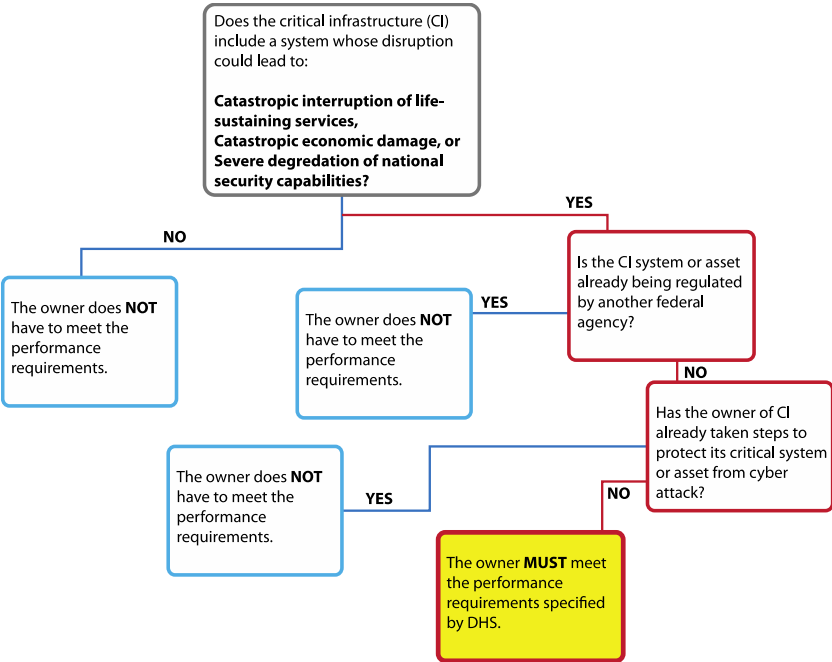 Does the critical infrastructure (CI)
include a system whose disruption
could lead to:
Catastropic interruption of life-
sustaining services,
Catastropic economic damage, or
Severe degredation of national
security capabilities?
YES
NO
Is the CI system or asset
already being regulated
by another federal
agency?
The owner does NOT
have to meet the
performance
requirements.
YES
The owner does NOT
have to meet the
performance
requirements.
NO
Has the owner of CI
already taken steps to
protect its critical system
or asset from cyber
attack?
The owner does NOT
have to meet the
performance
requirements.
YES
NO
The owner MUST meet
the performance
requirements specified
by DHS.